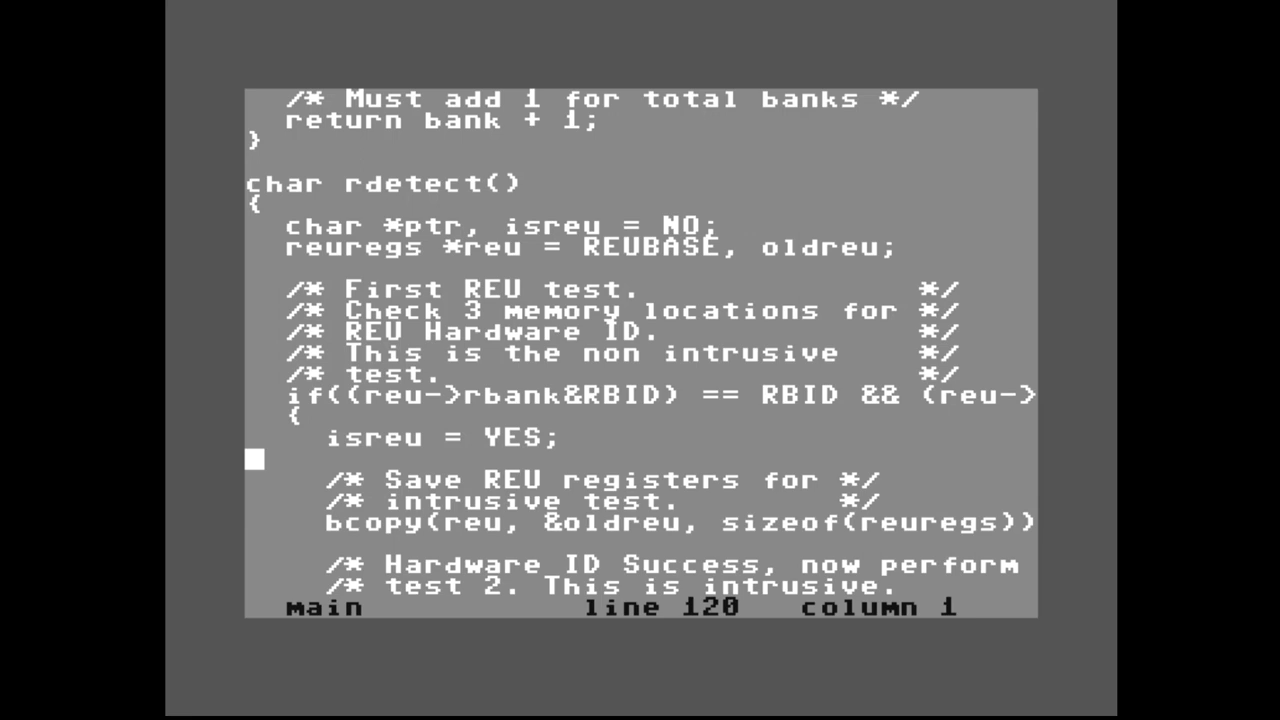 /* Must add 1 for total banks */
return bank + 1;
}
char rdetect()
{
char *ptr, isreu = NO;
reuregs *reu = REUBASE, oldreu;
/* First REU test. */
/* Check 3 memory locations for */
/* REU Hardware ID. */
/* This is the non intrusive */
/* test. */
if((reu->rbank&RBID) == RBID && (reu->
{
isreu = YES;
/* Save REU registers for */
/* intrusive test. */
bcopy(reu, &oldreu, sizeof(reuregs))
/* Hardware ID Success, now perform
/* test 2. This is intrusive.
main line 120 column 1